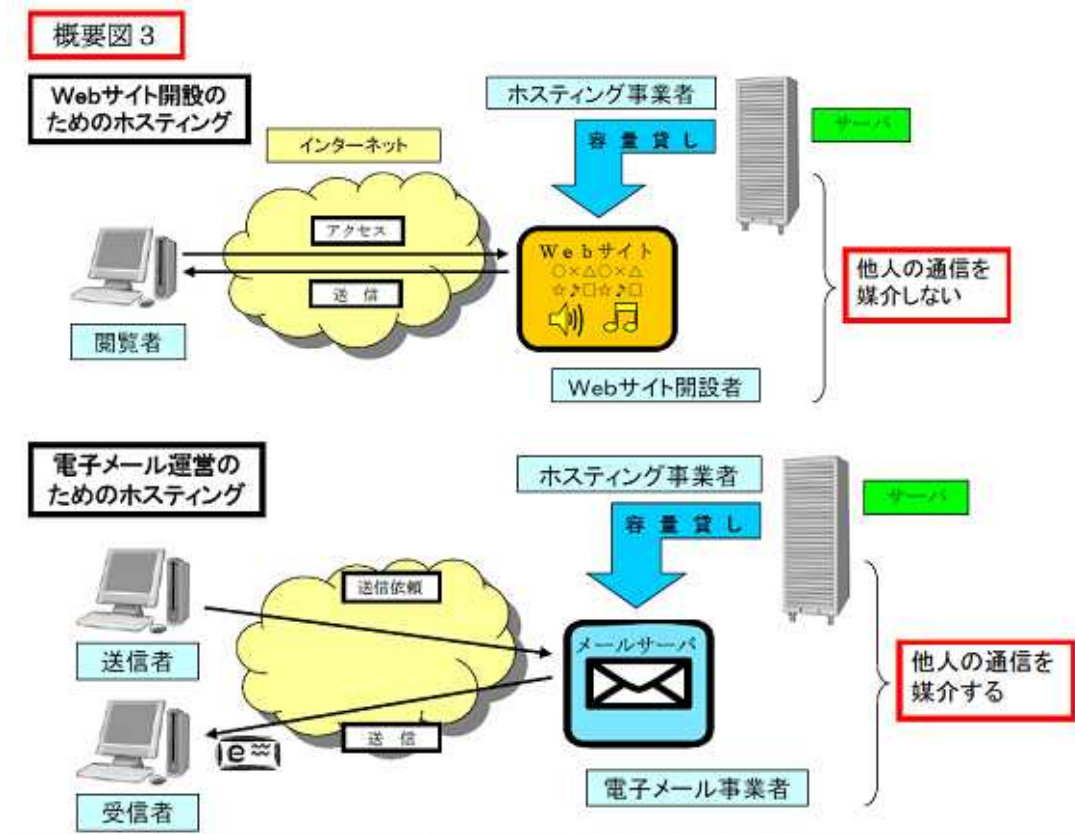 概要図3
Webサイト開設の
ためのホスティング
ホスティング事業者
容量貸し
サーバ
インターネット
アクセス
送信
Webサイト
○×△○×△
☆♪□☆♪□
閲覧者
Webサイト開設者
他人の通信を
媒介しない
電子メール運営の
ためのホスティング
ホスティング事業者
容量貸し
サーバ
送信依頼
送信者
メールサーバ
送信
e
受信者
電子メール事業者
他人の通信を
媒介する